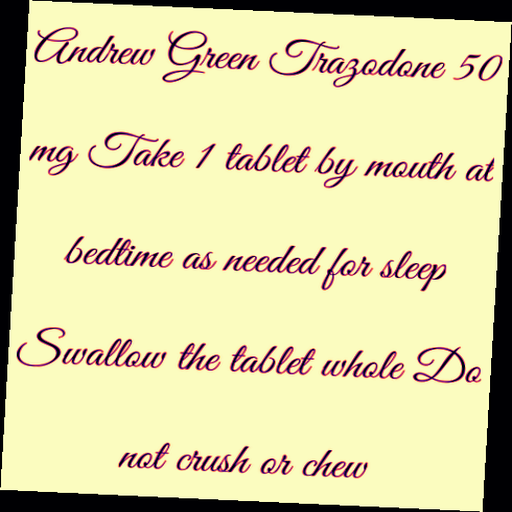 Andrew Green Trazodone 50
mg Take 1 tablet by mouth at
bedtime as needed for sleep
Swallow the tablet whole Do
not crush or chew